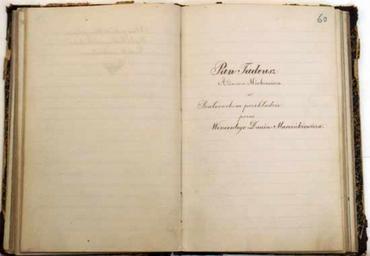 60
Pan Tadeusz
Adama Mickiewicza
w
przekładzie
przez
Wincentego Dunin Marcinkiewicza.